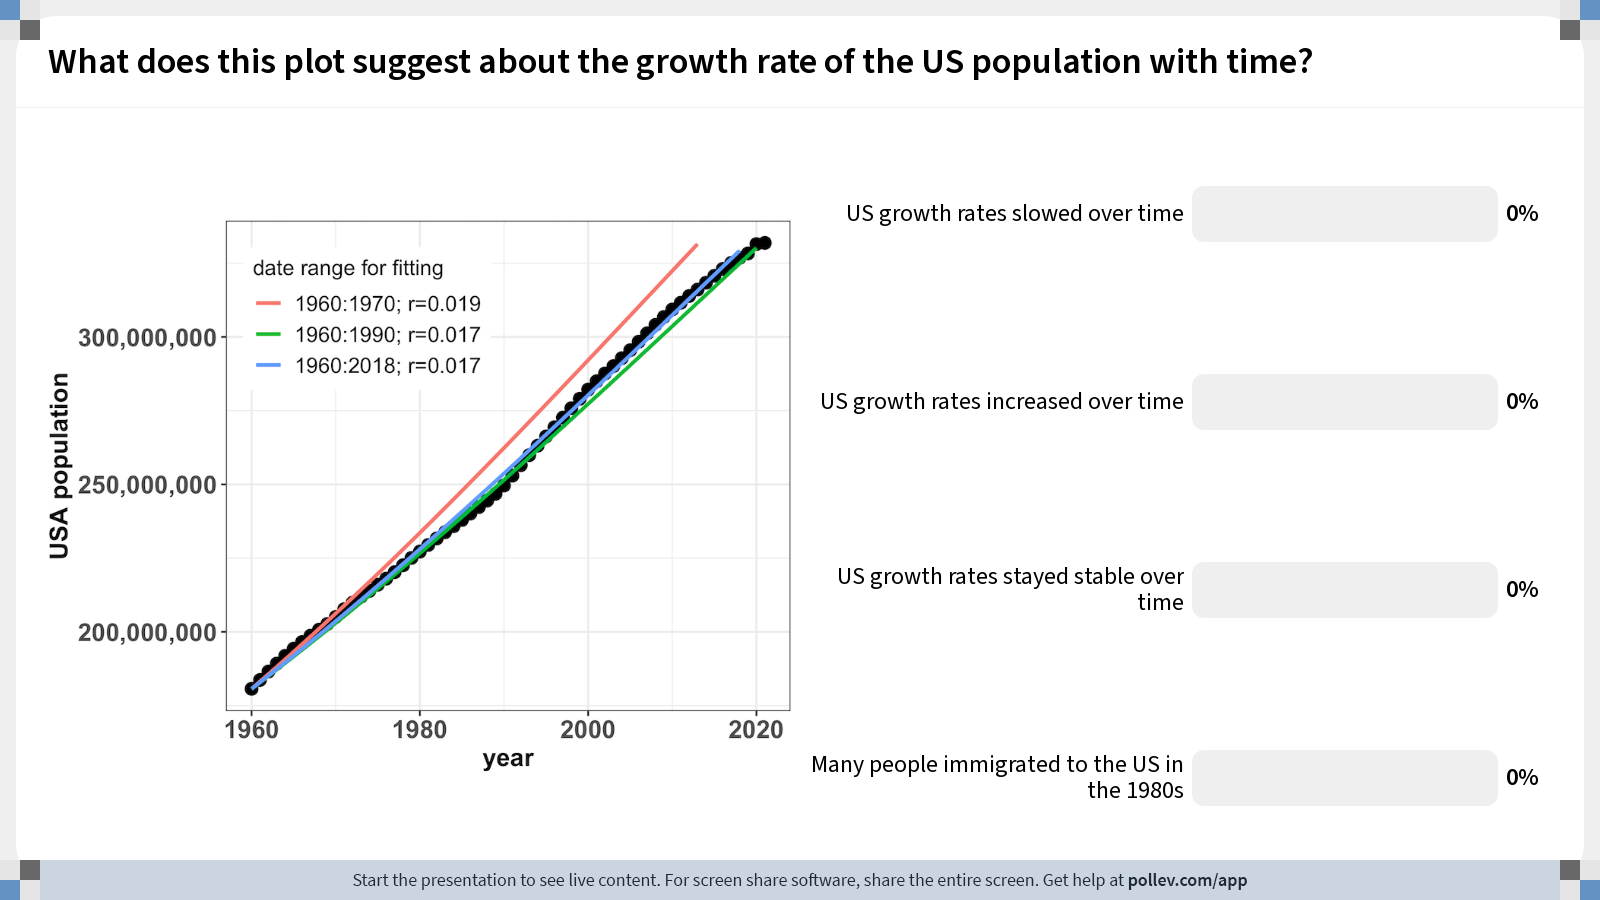 What does this plot suggest about the growth rate of the US population with time?
date range for fitting
1960:1970; r=0.019
1960:1990; r=0.017
1960:2018; r=0.017
300,000,000
250,000,000
200,000,000
USA population
1960
1980
2000
2020
year
US growth rates slowed over time
0%
US growth rates increased over time
0%
US growth rates stayed stable over
time
0%
Many people immigrated to the US in
the 1980s
0%
Start the presentation to see live content. For screen share software, share the entire screen. Get help at pollev.com/app